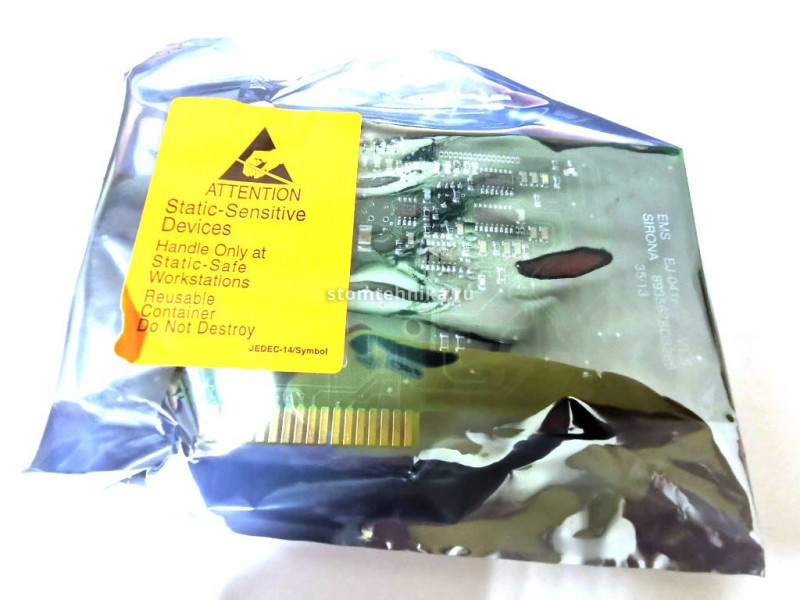 ATTENTION
Static-Sensitive
Devices
Handle Only at
Static-Safe
Workstations
Reusable
Container
Do Not Destroy
JEDEC-14/Symbol
stomtehnika.ru
EMS
SIRONA
3513